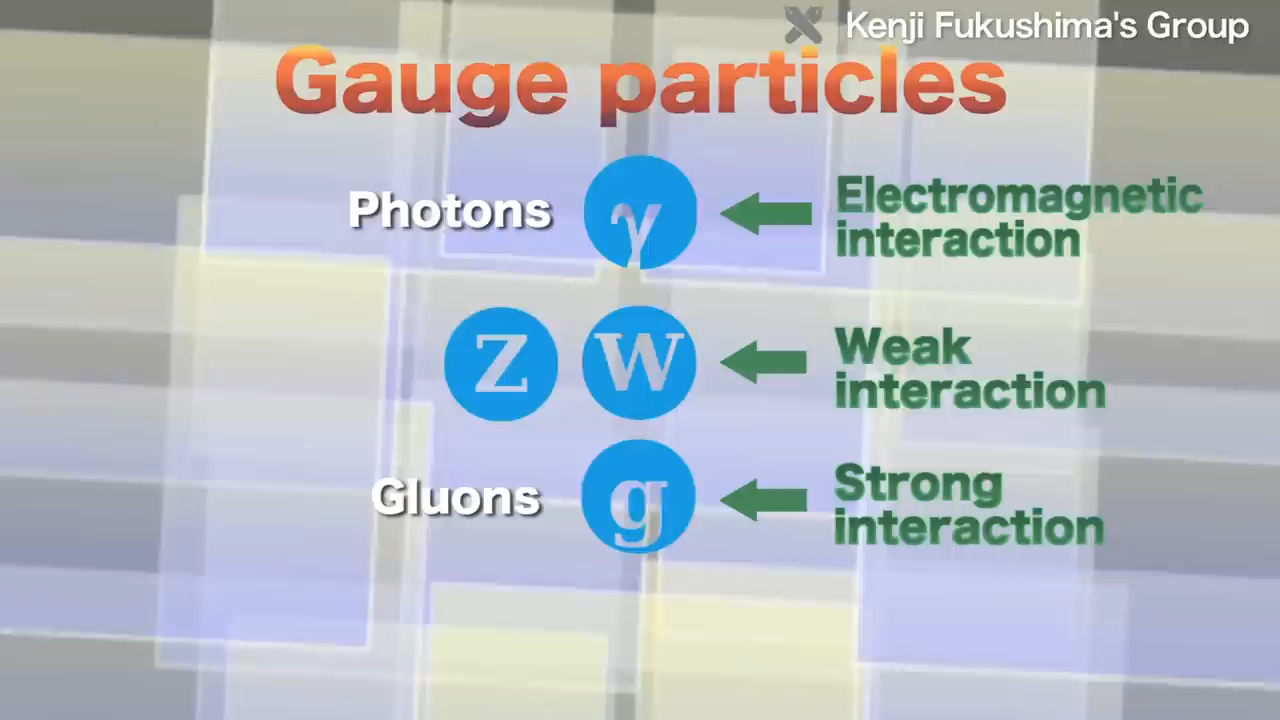 Kenji Fukushima's Group
Gauge particles
Photons
γ
Electromagnetic
interaction
Z
W
Weak
interaction
Gluons
g
Strong
interaction